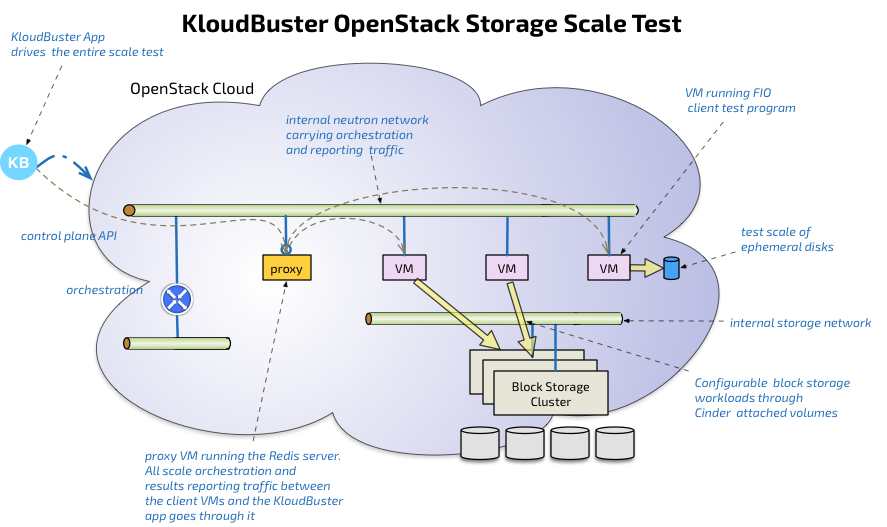 KloudBuster OpenStack Storage Scale Test
KloudBuster App
drives the entire scale test
OpenStack Cloud
VM running FIO
client test program
internal neutron network
carrying orchestration
and reporting traffic
KB
control plane API
test scale of
ephemeral disks
proxy
VM
VM
VM
orchestration
internal storage network
Block Storage
Cluster
Configurable block storage
workloads through
Cinder attached volumes
proxy VM running the Redis server.
All scale orchestration and
results reporting traffic between
the client VMs and the KloudBuster
app goes through it